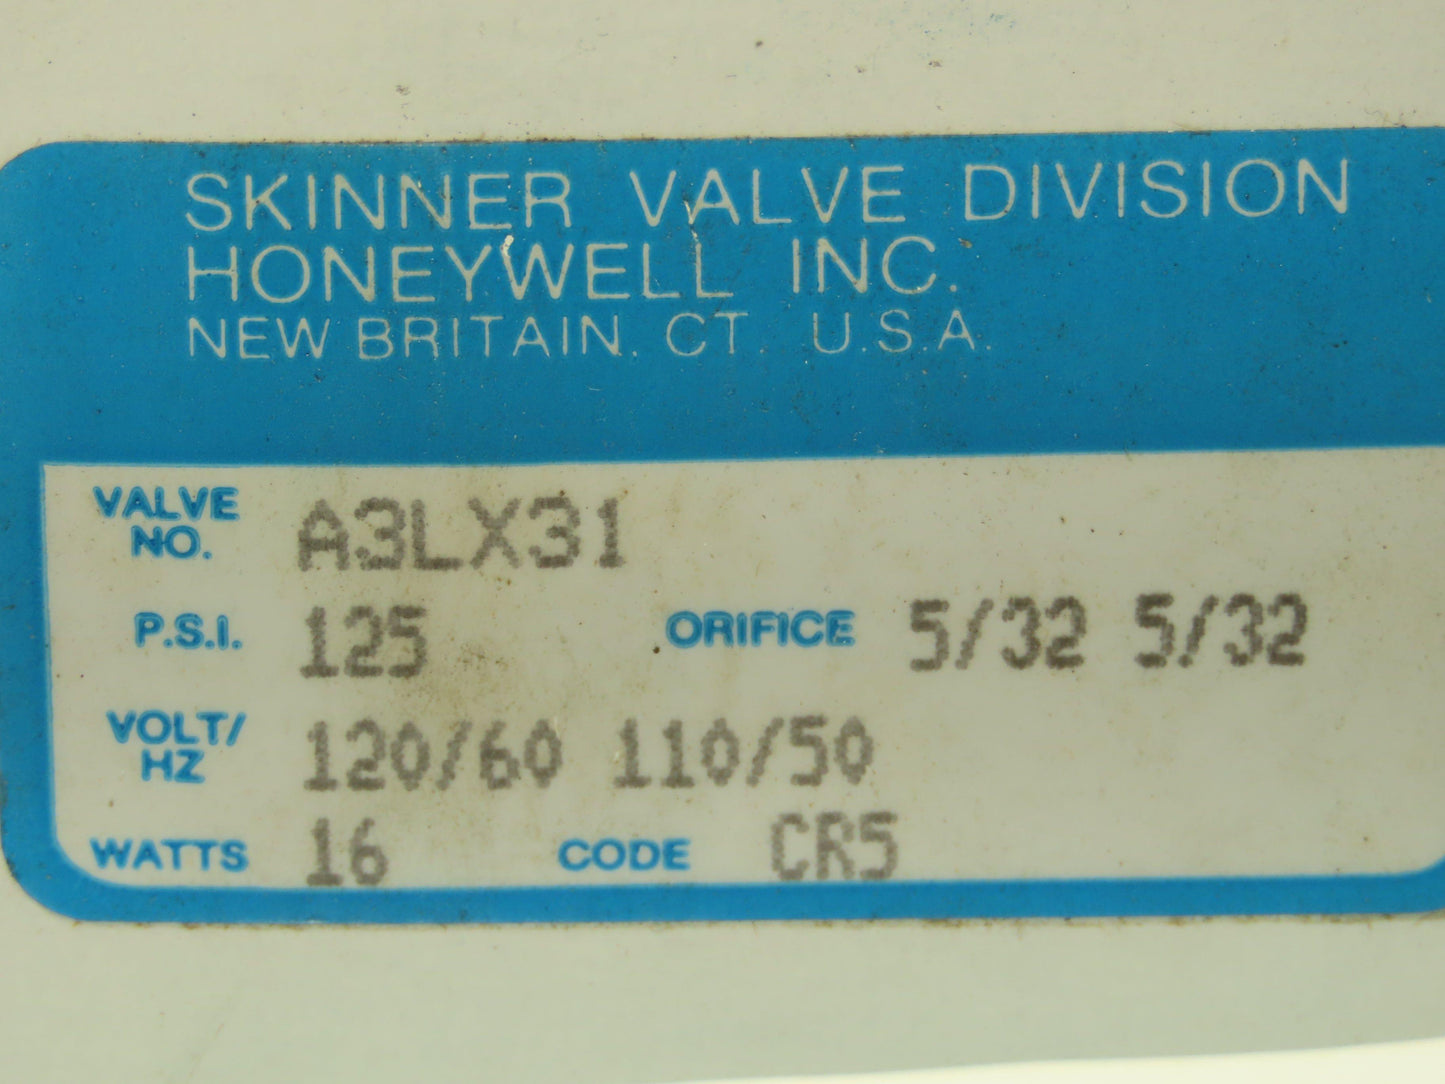 SKINNER VALVE DIVISION
HONEYWELL INC.
NEW BRITAIN, CT. U.S.A.
VALVE NO. A3LX31
P.S.I. 125 ORIFICE 5/32 5/32
VOLT/HZ 120/60 110/50
WATTS 16 CODE CR5